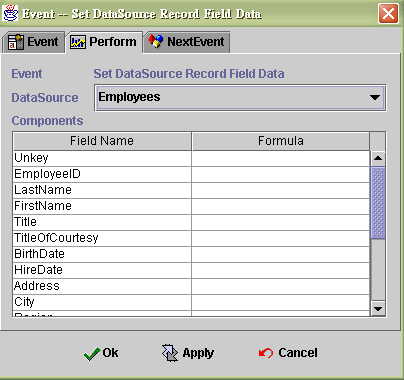 Event -- Set DataSource Record Field Data
Event Perform NextEvent
Event Set DataSource Record Field Data
DataSource Employees
Components
Field Name Formula
Unkey
EmployeeID
LastName
FirstName
Title
TitleOfCourtesy
BirthDate
HireDate
Address
City
Region
Ok Apply Cancel